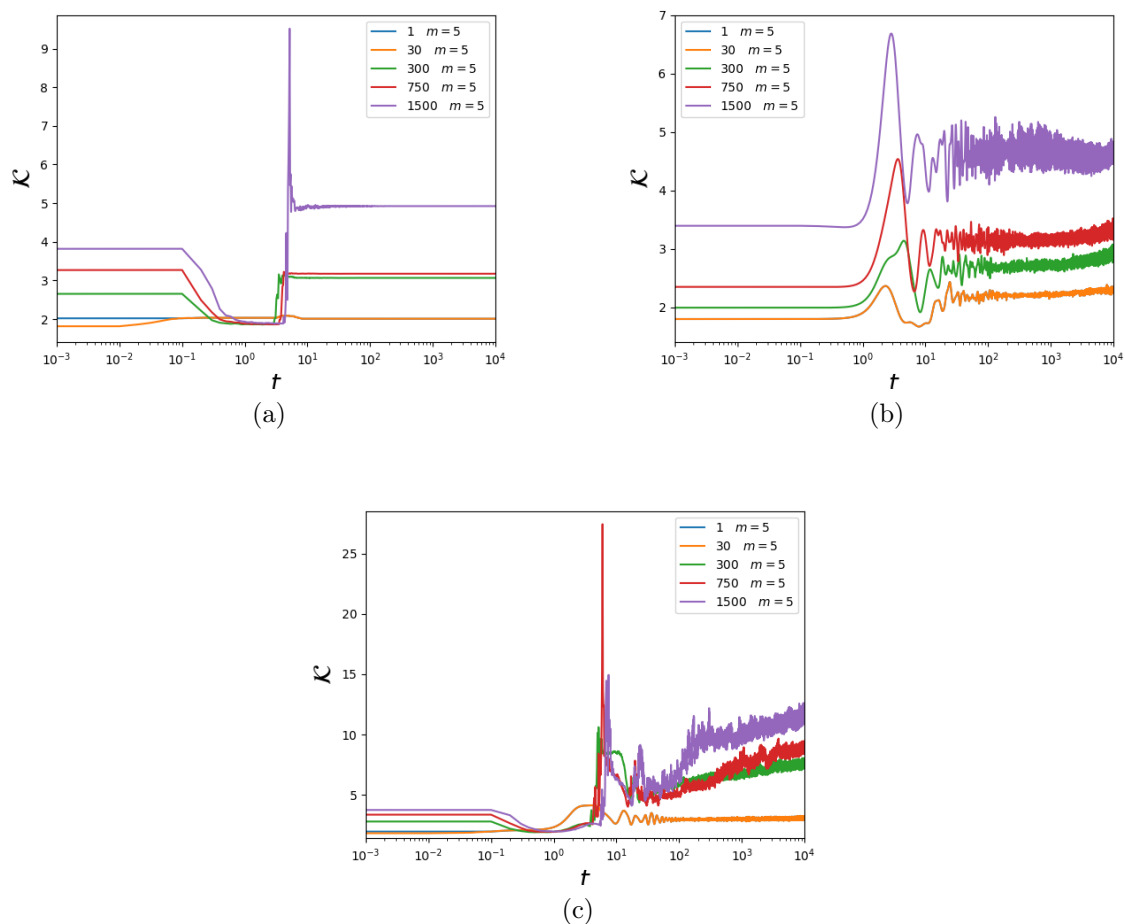 9
8
7
6
5
4
3
2
𝒦
1 m = 5
30 m = 5
300 m = 5
750 m = 5
1500 m = 5
10⁻³ 10⁻² 10⁻¹ 10⁰ 10¹ 10² 10³ 10⁴
t
(a)
7
6
5
4
3
2
𝒦
1 m = 5
30 m = 5
300 m = 5
750 m = 5
1500 m = 5
10⁻³ 10⁻² 10⁻¹ 10⁰ 10¹ 10² 10³ 10⁴
t
(b)
25
20
15
10
5
𝒦
1 m = 5
30 m = 5
300 m = 5
750 m = 5
1500 m = 5
10⁻³ 10⁻² 10⁻¹ 10⁰ 10¹ 10² 10³ 10⁴
t
(c)